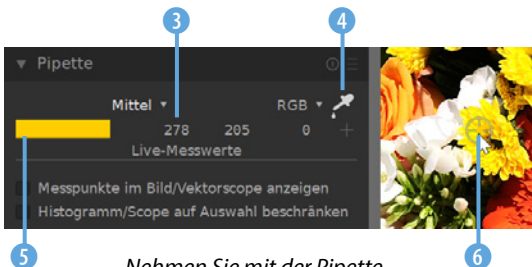 3 4
Pipette
Mittel RGB
278 205 0 +
Live-Messwerte
Messpunkte im Bild/Vektorscope anzeigen
Histogramm/Scope auf Auswahl beschränken
5 6
Nehmen Sie mit der Pipette